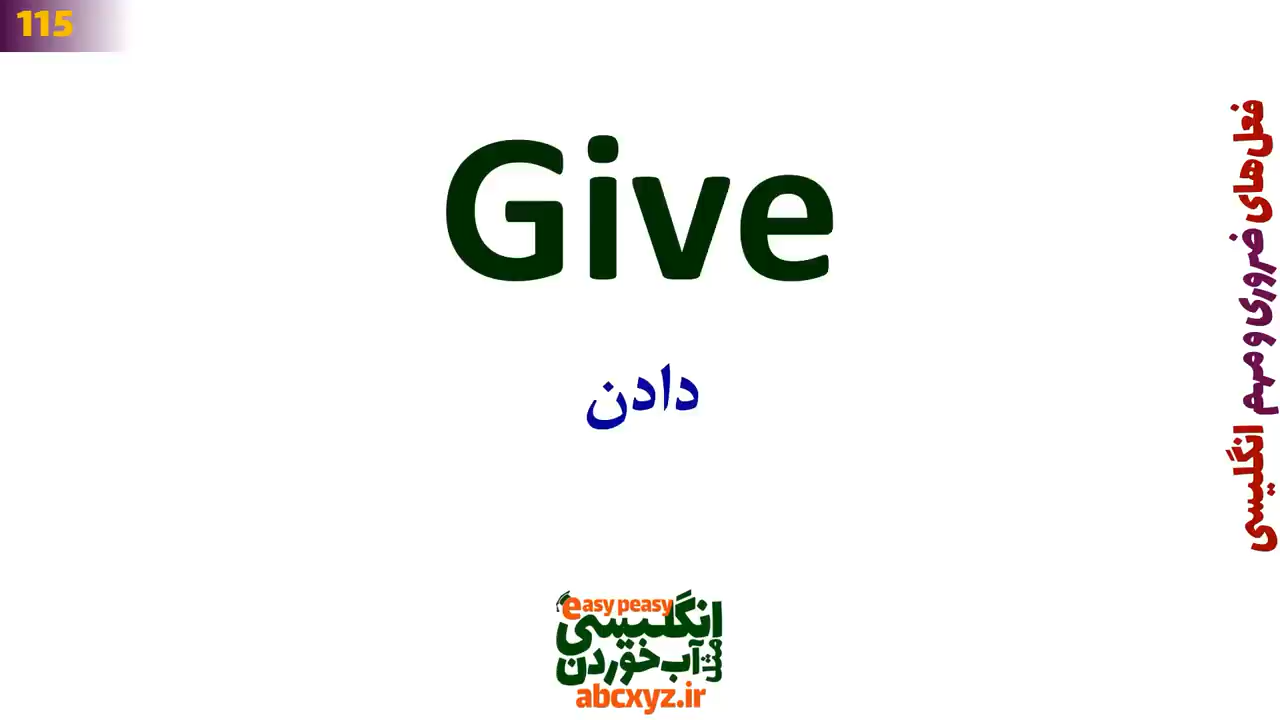 115
Give
دادن
فعل‌های ضروری و مهم انگلیسی
easy peasy
انگلیسی
مثل آب خوردن
abcxyz.ir